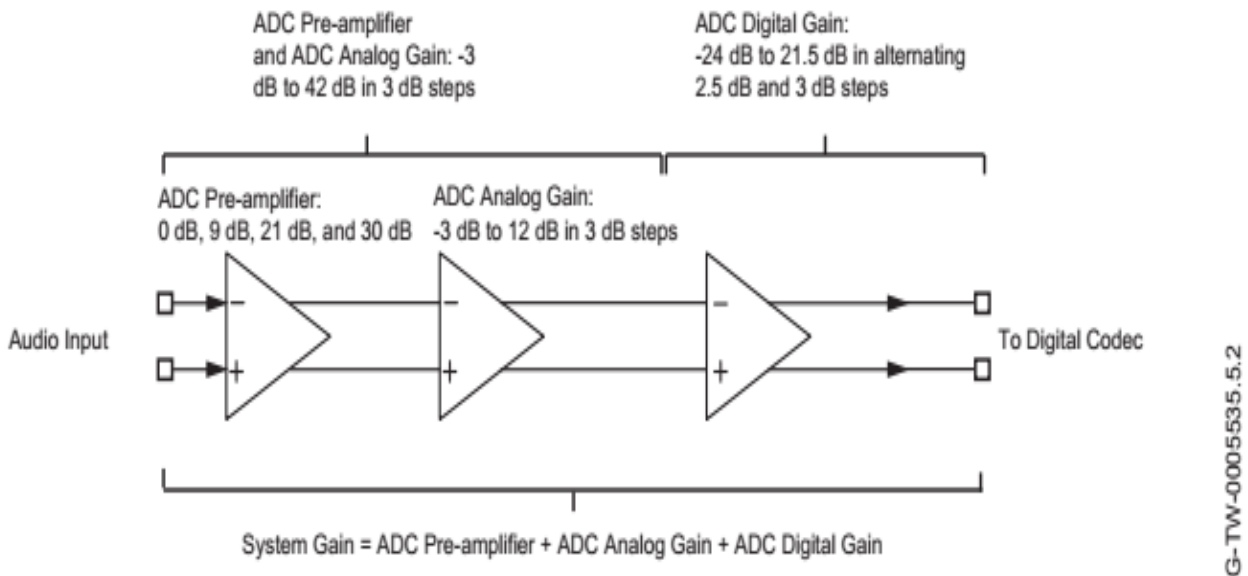 ADC Pre-amplifier
and ADC Analog Gain: -3
dB to 42 dB in 3 dB steps
ADC Digital Gain:
-24 dB to 21.5 dB in alternating
2.5 dB and 3 dB steps
ADC Pre-amplifier:
0 dB, 9 dB, 21 dB, and 30 dB
ADC Analog Gain:
-3 dB to 12 dB in 3 dB steps
Audio Input
− − −
+ + +
To Digital Codec
System Gain = ADC Pre-amplifier + ADC Analog Gain + ADC Digital Gain
G-TW-0005535.5.2